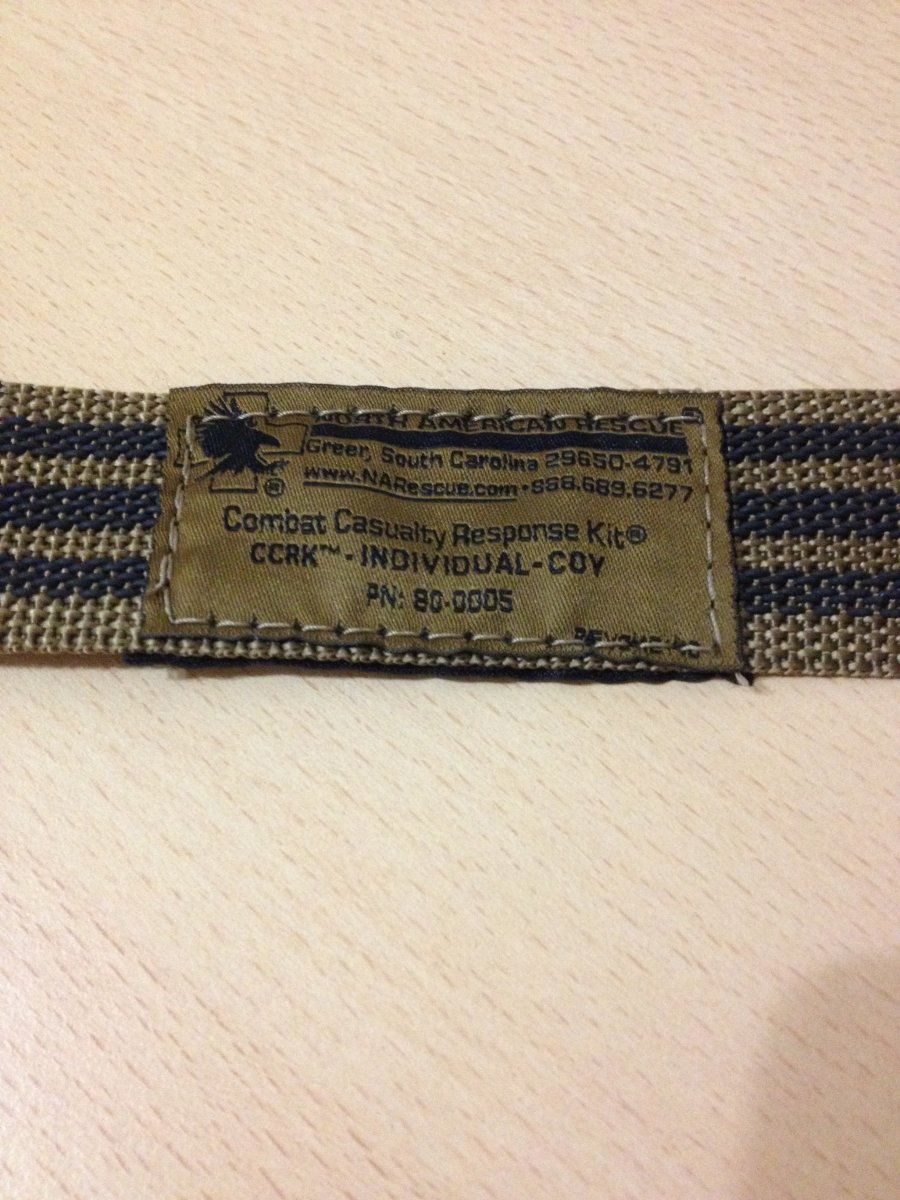 NORTH AMERICAN RESCUE®
Greer, South Carolina 29650-4791
www.NARescue.com • 888.689.6277
®
Combat Casualty Response Kit®
CCRK™ - INDIVIDUAL - COY
PN: 80-0005